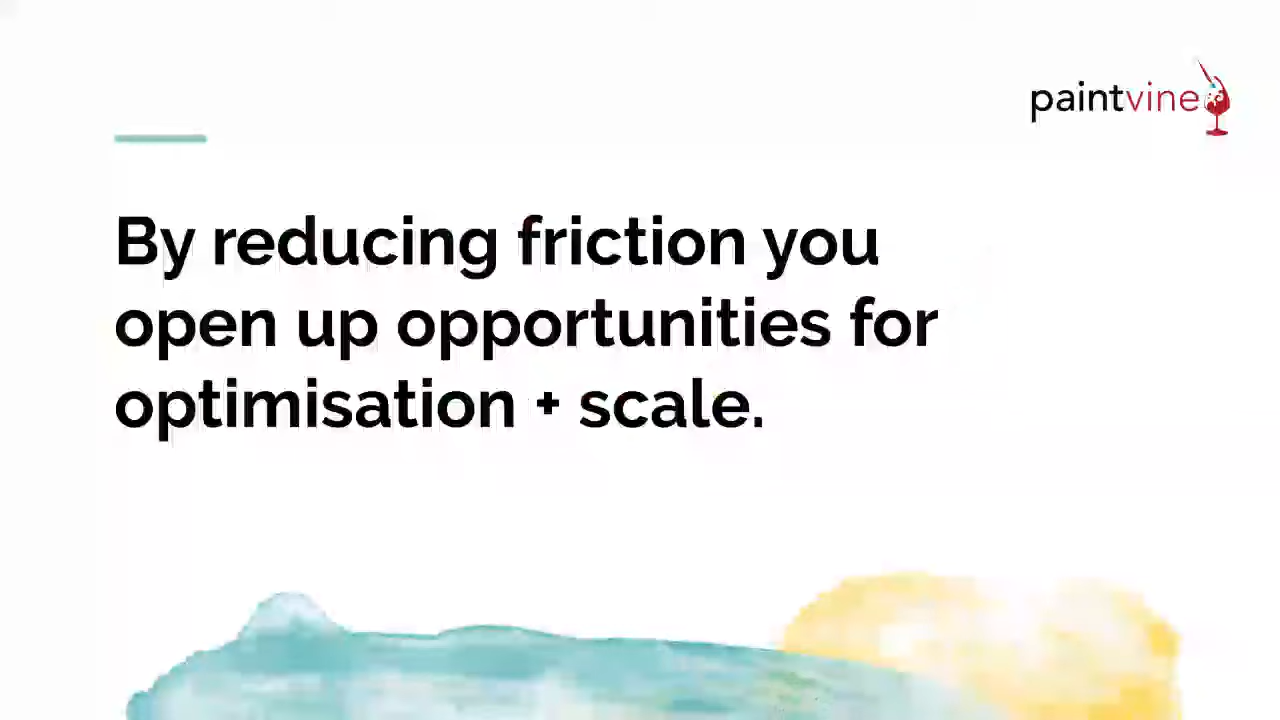 paintvine
By reducing friction you
open up opportunities for
optimisation + scale.